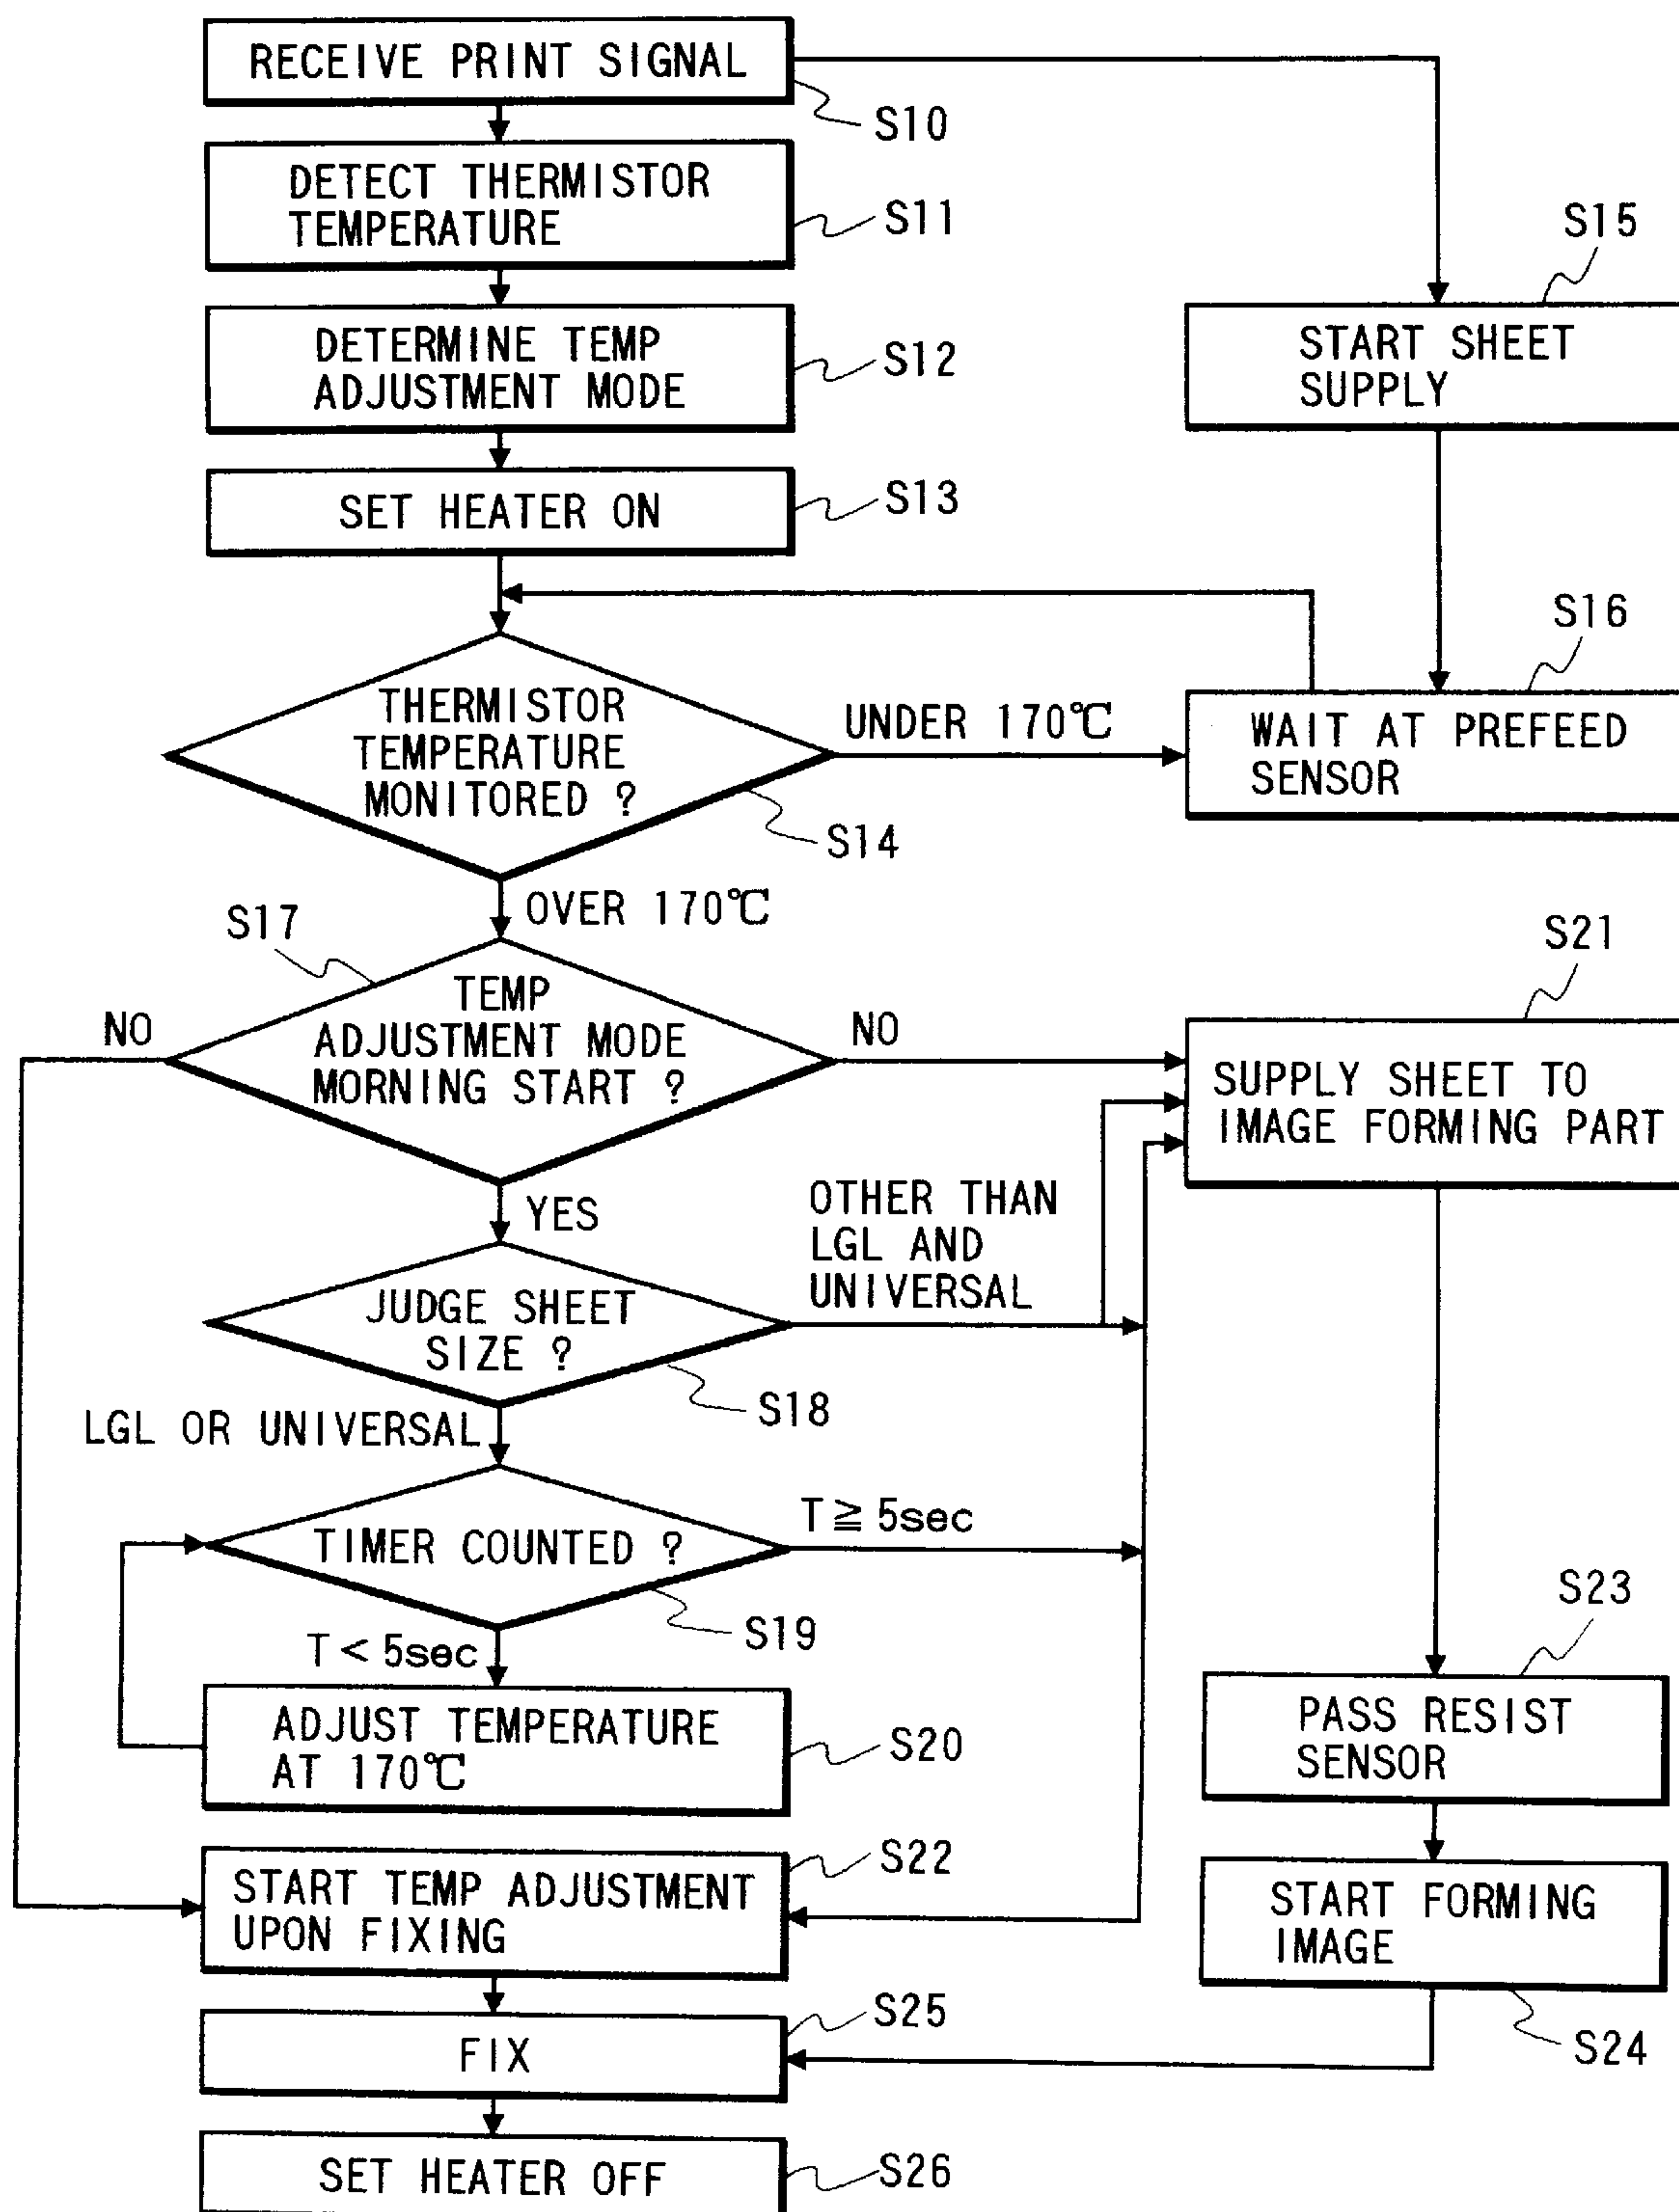 RECEIVE PRINT SIGNAL
S10
DETECT THERMISTOR
TEMPERATURE
S11
DETERMINE TEMP
ADJUSTMENT MODE
S12
S15
START SHEET
SUPPLY
SET HEATER ON
S13
THERMISTOR
TEMPERATURE
MONITORED ?
S14
UNDER 170℃
S16
WAIT AT PREFEED
SENSOR
OVER 170℃
S17
TEMP
ADJUSTMENT MODE
MORNING START ?
NO
NO
S21
SUPPLY SHEET TO
IMAGE FORMING PART
YES
OTHER THAN
LGL AND
UNIVERSAL
JUDGE SHEET
SIZE ?
S18
LGL OR UNIVERSAL
TIMER COUNTED ?
T ≧ 5sec
S19
T < 5sec
ADJUST TEMPERATURE
AT 170℃
S20
S23
PASS RESIST
SENSOR
S22
START TEMP ADJUSTMENT
UPON FIXING
START FORMING
IMAGE
S24
S25
FIX
SET HEATER OFF
S26